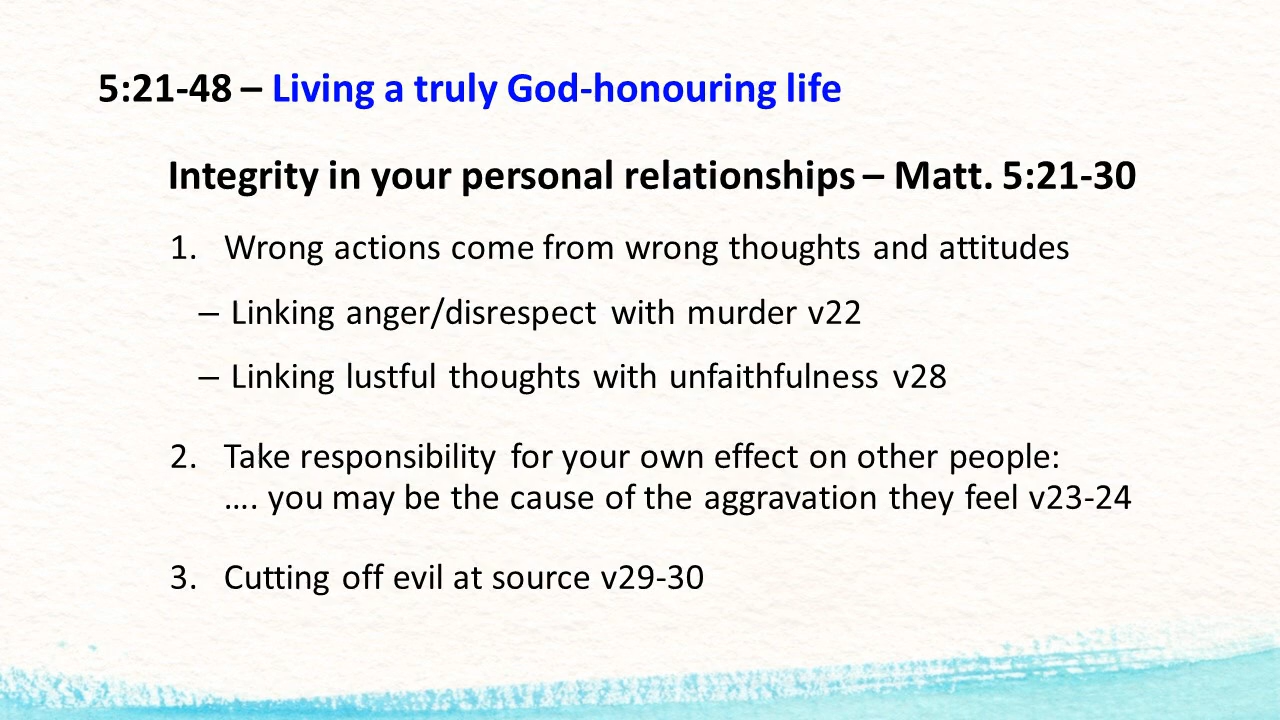 5:21-48 – Living a truly God-honouring life
Integrity in your personal relationships – Matt. 5:21-30
1. Wrong actions come from wrong thoughts and attitudes
– Linking anger/disrespect with murder v22
– Linking lustful thoughts with unfaithfulness v28
2. Take responsibility for your own effect on other people:
.... you may be the cause of the aggravation they feel v23-24
3. Cutting off evil at source v29-30